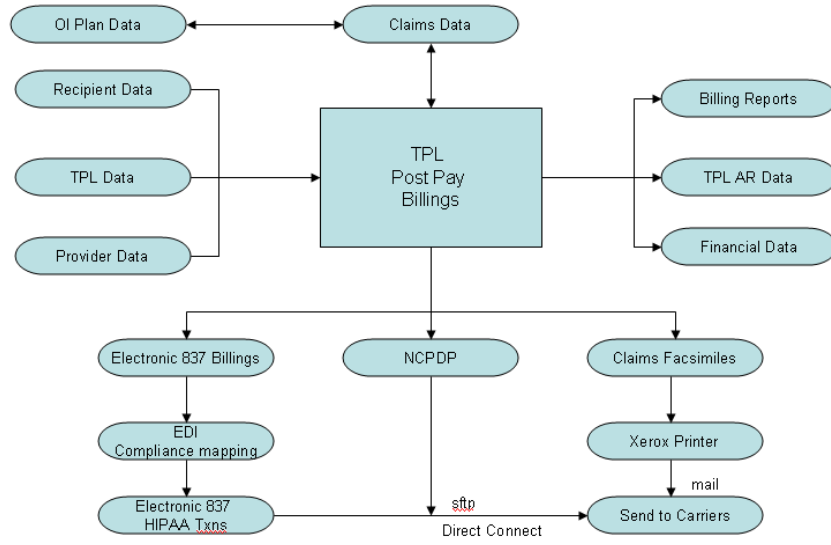 OI Plan Data
Claims Data
Recipient Data
Billing Reports
TPL
Post Pay
Billings
TPL Data
TPL AR Data
Provider Data
Financial Data
Electronic 837 Billings
NCPDP
Claims Facsimiles
EDI
Compliance mapping
Xerox Printer
mail
Electronic 837
HIPAA Txns
sftp
Direct Connect
Send to Carriers